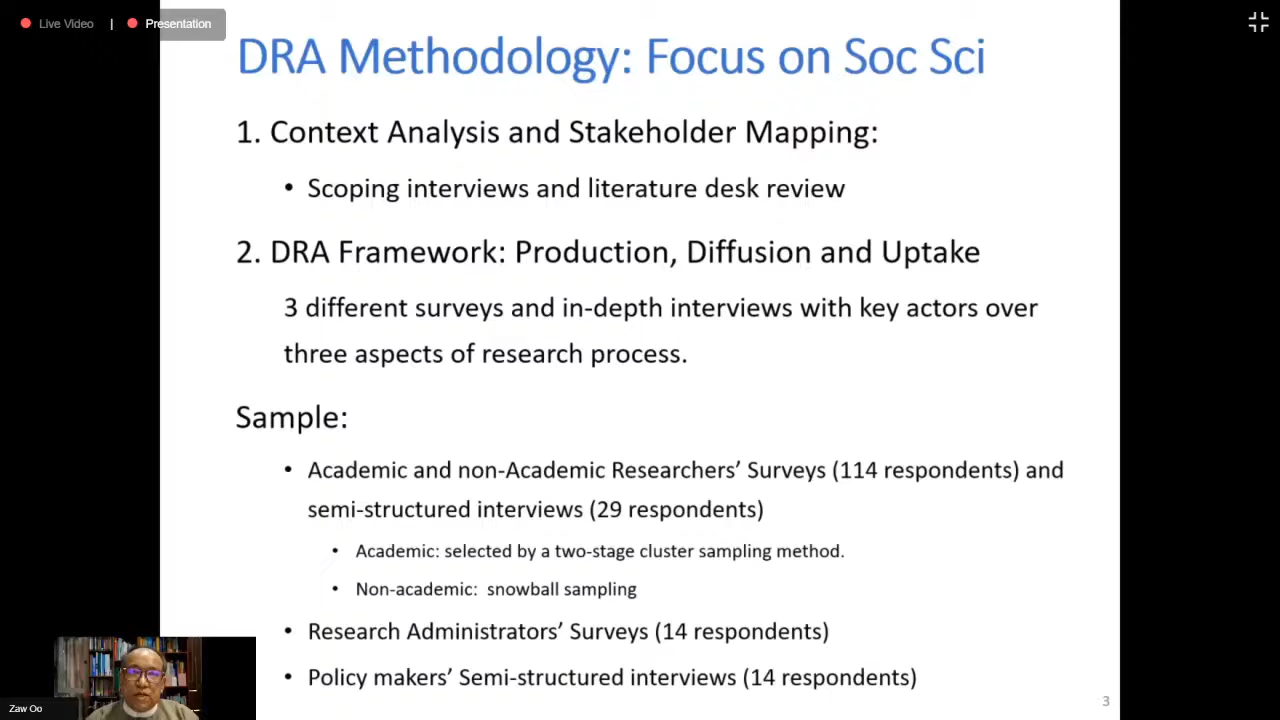 Live Video | Presentation
DRA Methodology: Focus on Soc Sci
1. Context Analysis and Stakeholder Mapping:
• Scoping interviews and literature desk review
2. DRA Framework: Production, Diffusion and Uptake
3 different surveys and in-depth interviews with key actors over
three aspects of research process.
Sample:
• Academic and non-Academic Researchers’ Surveys (114 respondents) and
semi-structured interviews (29 respondents)
• Academic: selected by a two-stage cluster sampling method.
• Non-academic: snowball sampling
• Research Administrators’ Surveys (14 respondents)
• Policy makers’ Semi-structured interviews (14 respondents)
3
Zaw Oo